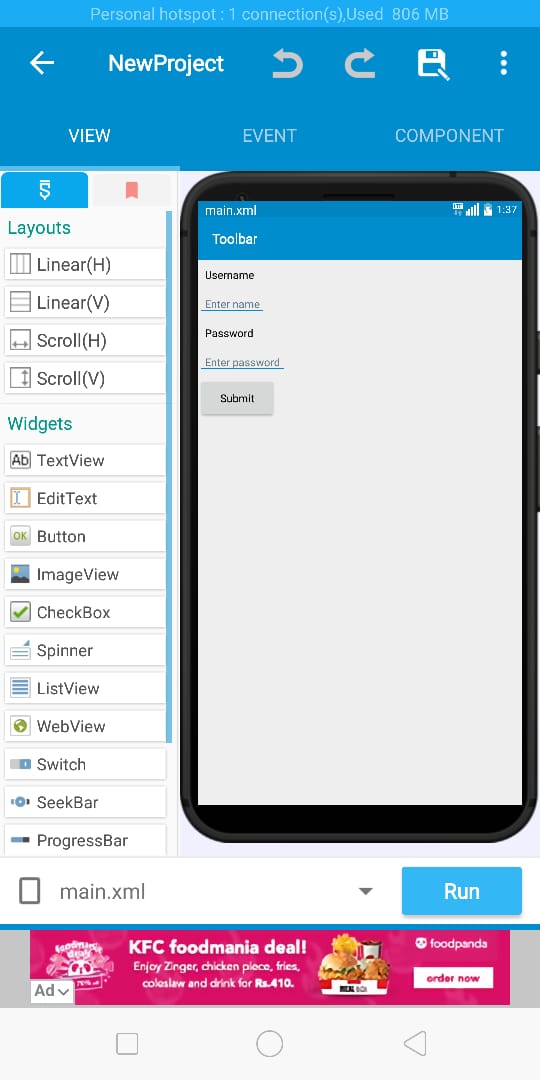 Personal hotspot : 1 connection(s),Used 806 MB
NewProject
VIEW
EVENT
COMPONENT
Layouts
Linear(H)
Linear(V)
Scroll(H)
Scroll(V)
Widgets
Ab TextView
EditText
OK Button
ImageView
CheckBox
Spinner
ListView
WebView
Switch
SeekBar
ProgressBar
main.xml
1:37
Toolbar
Username
Enter name
Password
Enter password
Submit
main.xml
Run
KFC foodmania deal!
Enjoy Zinger, chicken piece, fries,
coleslaw and drink for Rs.410.
foodpanda
order now
Ad